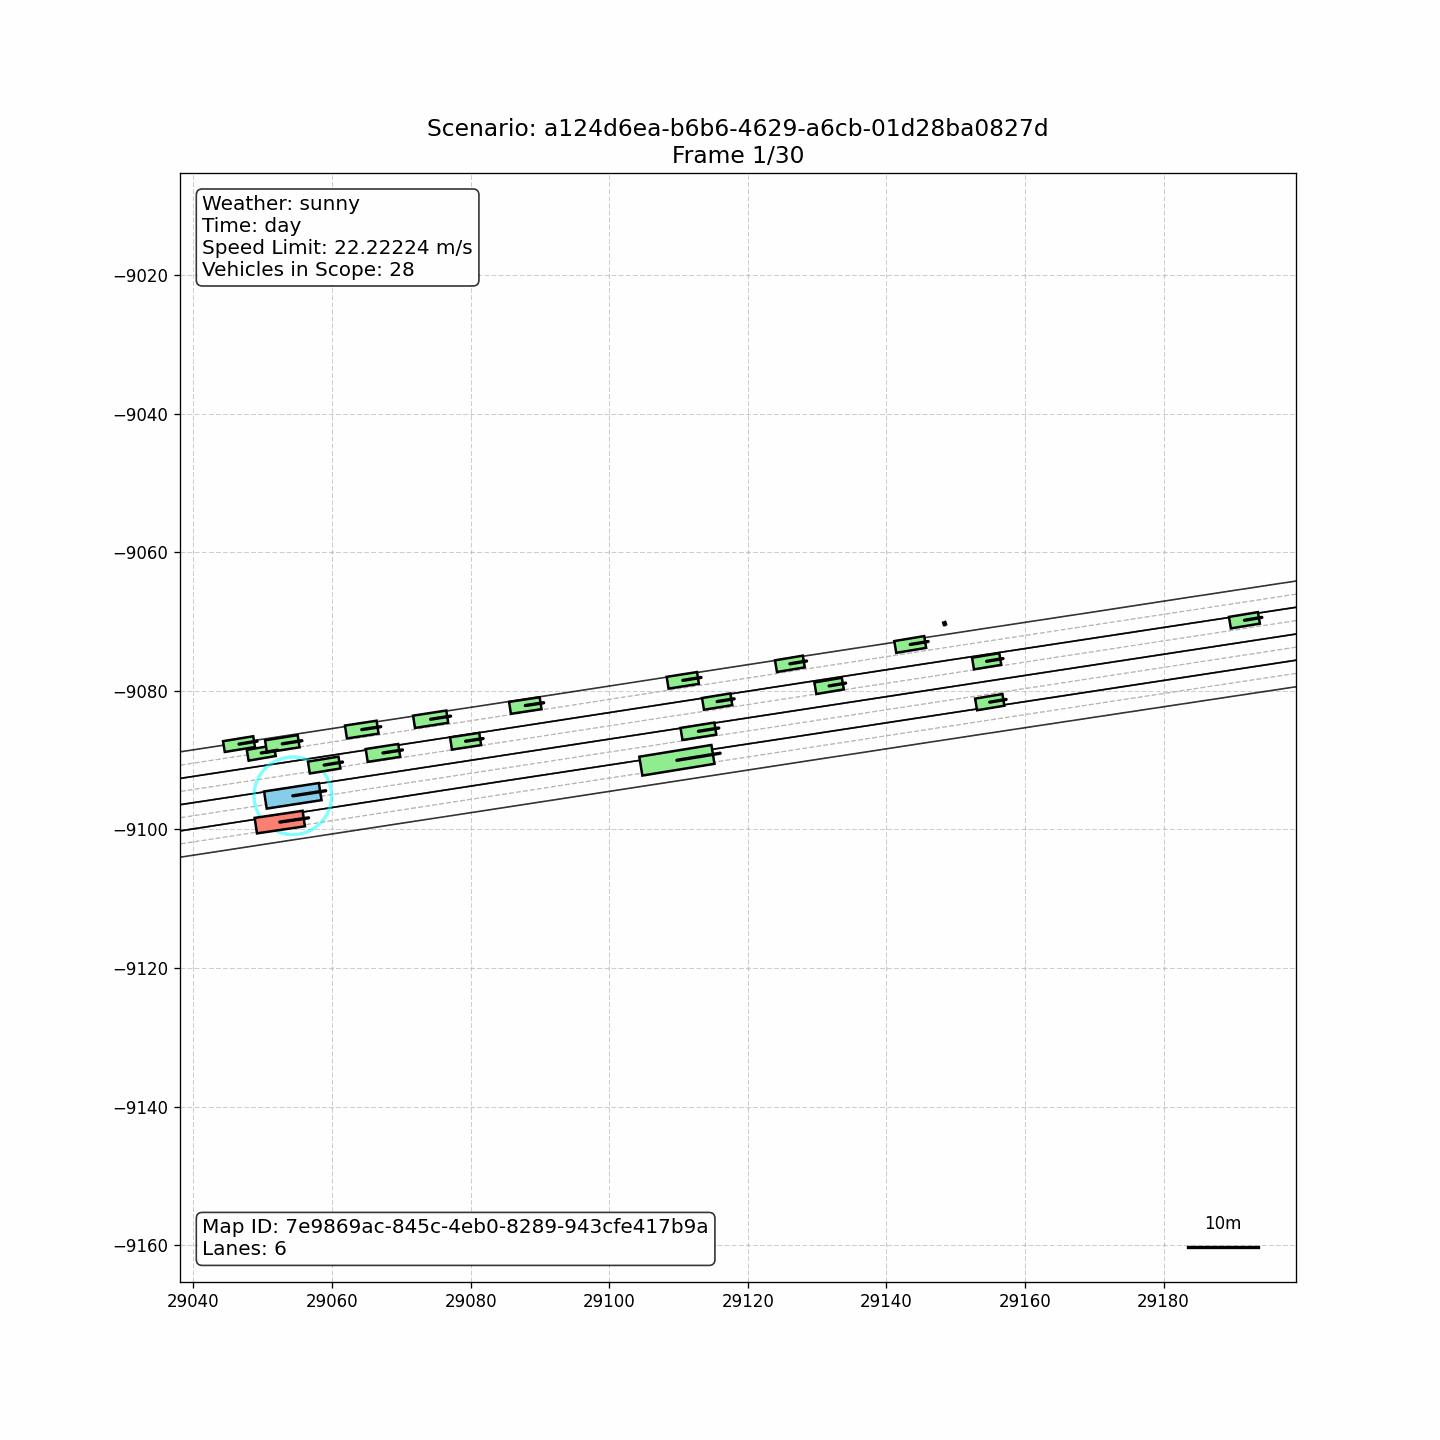 Scenario: a124d6ea-b6b6-4629-a6cb-01d28ba0827d
Frame 1/30
Weather: sunny
Time: day
Speed Limit: 22.22224 m/s
Vehicles in Scope: 28
−9020
−9040
−9060
−9080
−9100
−9120
−9140
−9160
Map ID: 7e9869ac-845c-4eb0-8289-943cfe417b9a
Lanes: 6
10m
29040
29060
29080
29100
29120
29140
29160
29180